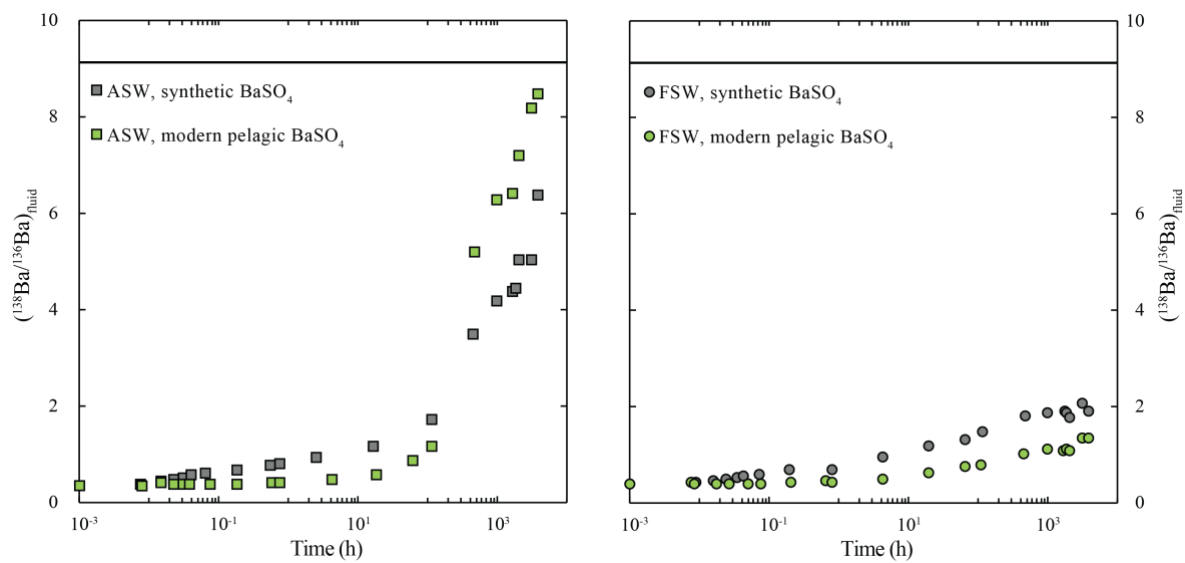 10
8
6
4
2
0
(¹³⁸Ba/¹³⁶Ba)fluid
ASW, synthetic BaSO₄
ASW, modern pelagic BaSO₄
10⁻³
10⁻¹
10¹
10³
Time (h)
FSW, synthetic BaSO₄
FSW, modern pelagic BaSO₄
10⁻³
10⁻¹
10¹
10³
Time (h)
10
8
6
4
2
0
(¹³⁸Ba/¹³⁶Ba)fluid